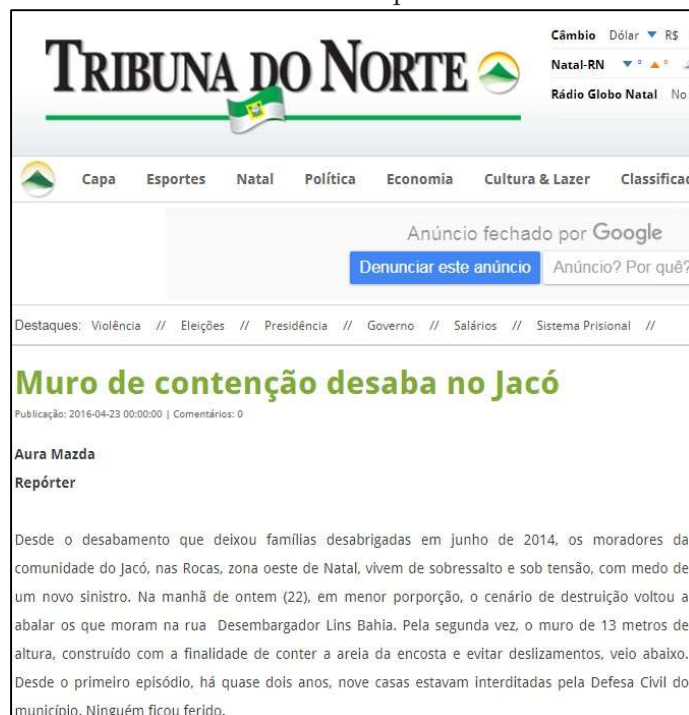 Câmbio Dólar ▼ R$
TRIBUNA DO NORTE
Natal-RN ▼ ° ▲ °
Rádio Globo Natal No
Capa Esportes Natal Política Economia Cultura & Lazer Classificad
Anúncio fechado por Google
Denunciar este anúncio Anúncio? Por quê?
Destaques: Violência // Eleições // Presidência // Governo // Salários // Sistema Prisional //
Muro de contenção desaba no Jacó
Publicação: 2016-04-23 00:00:00 | Comentários: 0
Aura Mazda
Repórter
Desde o desabamento que deixou famílias desabrigadas em junho de 2014, os moradores da
comunidade do Jacó, nas Rocas, zona oeste de Natal, vivem de sobressalto e sob tensão, com medo de
um novo sinistro. Na manhã de ontem (22), em menor porporção, o cenário de destruição voltou a
abalar os que moram na rua Desembargador Lins Bahia. Pela segunda vez, o muro de 13 metros de
altura, construído com a finalidade de conter a areia da encosta e evitar deslizamentos, veio abaixo.
Desde o primeiro episódio, há quase dois anos, nove casas estavam interditadas pela Defesa Civil do
município. Ninguém ficou ferido.